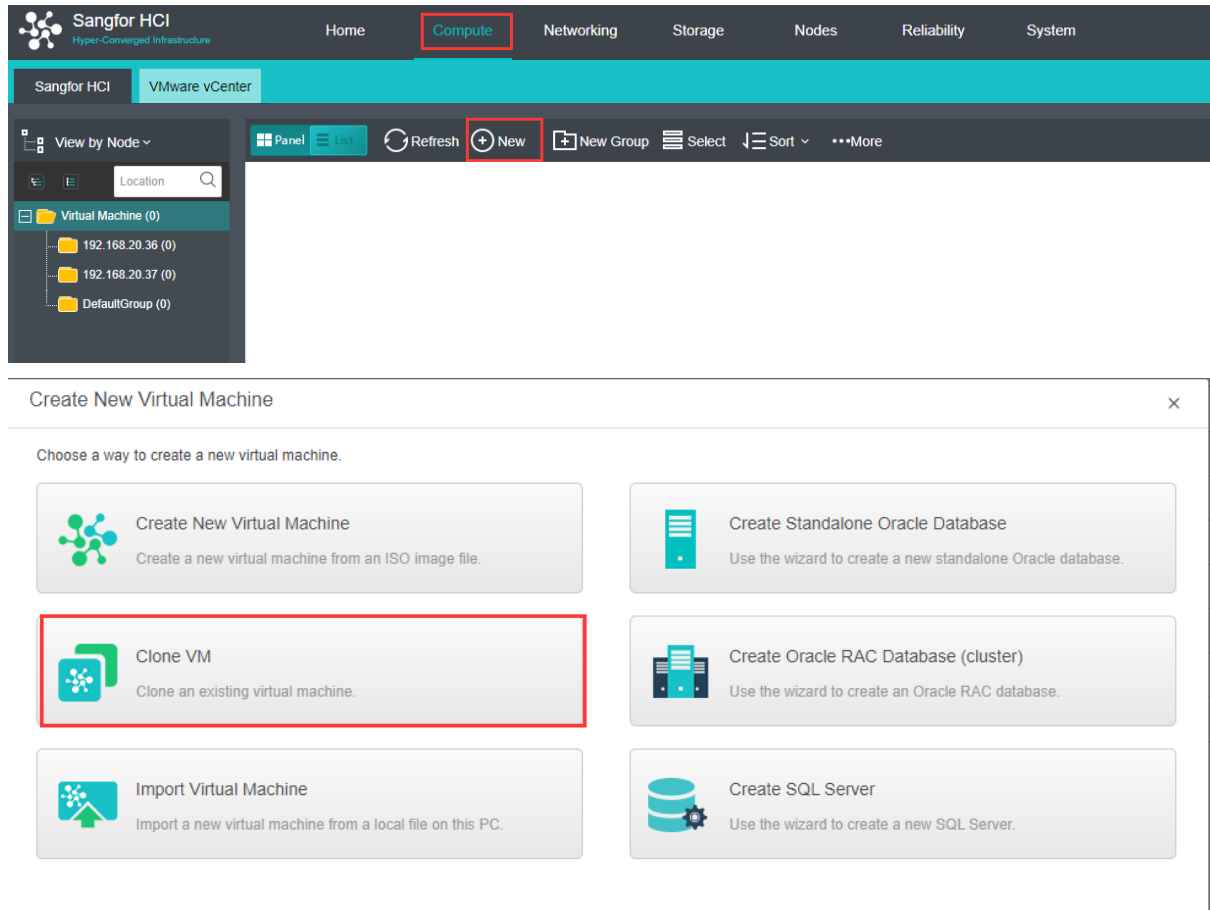 Sangfor HCI
Hyper-Converged Infrastructure
Home
Compute
Networking
Storage
Nodes
Reliability
System
Sangfor HCI
VMware vCenter
View by Node
Panel
List
Refresh
New
New Group
Select
Sort
•••More
Location
Virtual Machine (0)
192.168.20.36 (0)
192.168.20.37 (0)
DefaultGroup (0)
Create New Virtual Machine
Choose a way to create a new virtual machine.
Create New Virtual Machine
Create a new virtual machine from an ISO image file.
Create Standalone Oracle Database
Use the wizard to create a new standalone Oracle database.
Clone VM
Clone an existing virtual machine.
Create Oracle RAC Database (cluster)
Use the wizard to create an Oracle RAC database.
Import Virtual Machine
Import a new virtual machine from a local file on this PC.
Create SQL Server
Use the wizard to create a new SQL Server.